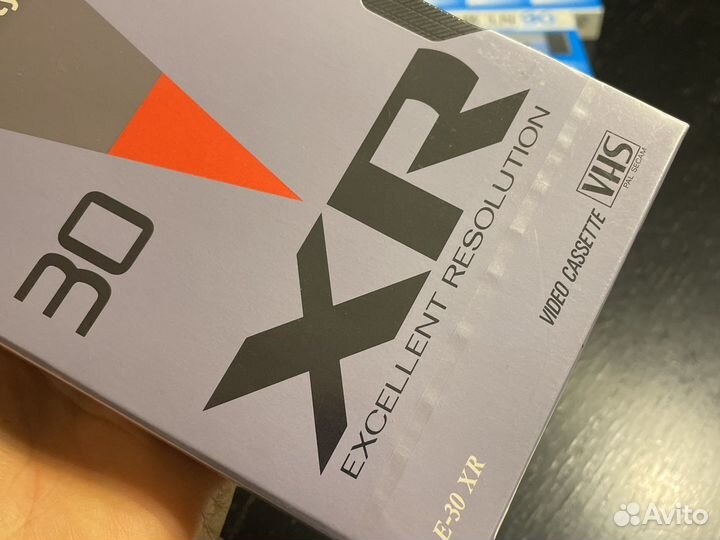 30
XR
EXCELLENT RESOLUTION
VIDEO CASSETTE VHS
PAL SECAM
E-30 XR
Avito